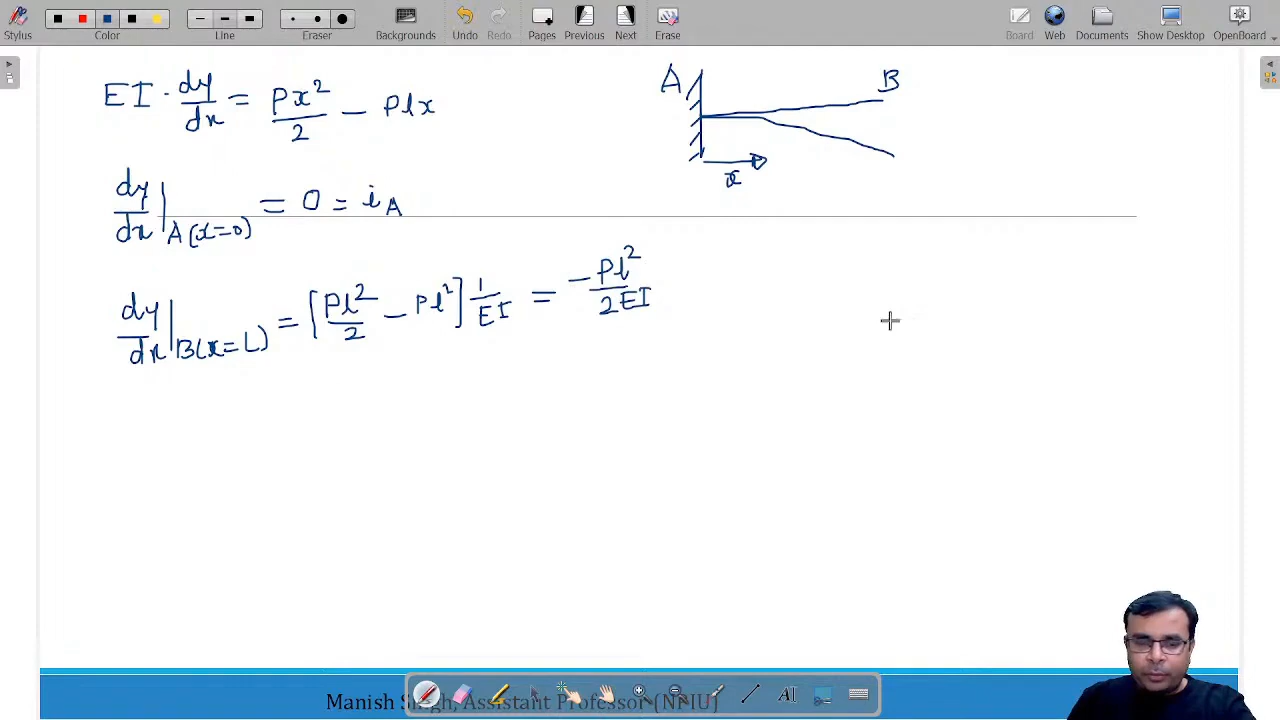 Stylus
Color
Line
Eraser
Backgrounds
Undo
Redo
Pages
Previous
Next
Erase
Board
Web
Documents
Show Desktop
OpenBoard
EI · dy/dx = Px²/2 − Plx
A
B
x
dy/dx |A(x=0) = 0 = iA
dy/dx |B(x=L) = [Pl²/2 − Pl²] 1/EI = −Pl²/2EI
Manish Singh, Assistant Professor (NPIU)
AI